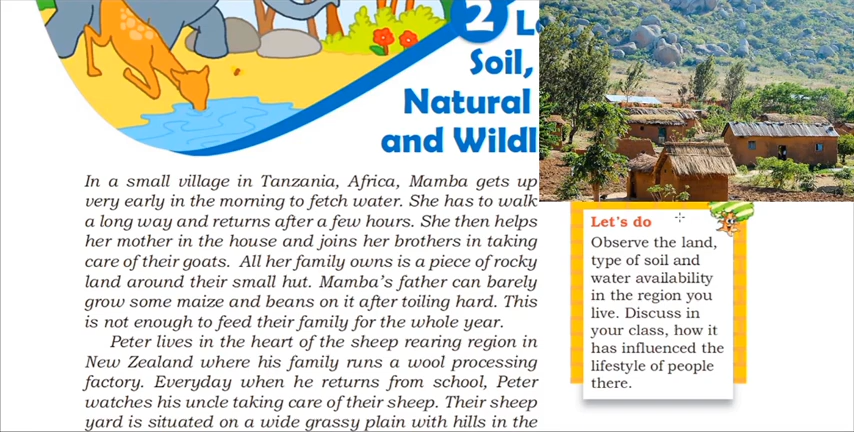 2
Soil,
Natural
and
In a small village in Tanzania, Africa, Mamba gets up
very early in the morning to fetch water. She has to walk
a long way and returns after a few hours. She then helps
her mother in the house and joins her brothers in taking
care of their goats. All her family owns is a piece of rocky
land around their small hut. Mamba's father can barely
grow some maize and beans on it after toiling hard. This
is not enough to feed their family for the whole year.
Peter lives in the heart of the sheep rearing region in
New Zealand where his family runs a wool processing
factory. Everyday when he returns from school, Peter
watches his uncle taking care of their sheep. Their sheep
yard is situated on a wide grassy plain with hills in the
Let's do
Observe the land,
type of soil and
water availability
in the region you
live. Discuss in
your class, how it
has influenced the
lifestyle of people
there.